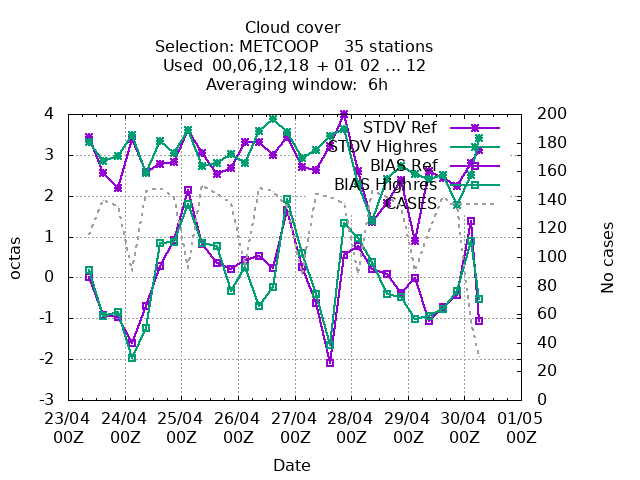 Cloud cover
Selection: METCOOP 35 stations
Used 00,06,12,18 + 01 02 ... 12
Averaging window: 6h
4 200
STDV Ref
180
STDV Highres
3
BIAS Ref
160
BIAS Highres
2
CASES
140
1 120
octas
0
100
No cases
80
-1
60
-2
40
20
-3 0
23/04 24/04 25/04 26/04 27/04 28/04 29/04 30/04 01/05
00Z 00Z 00Z 00Z 00Z 00Z 00Z 00Z 00Z
Date